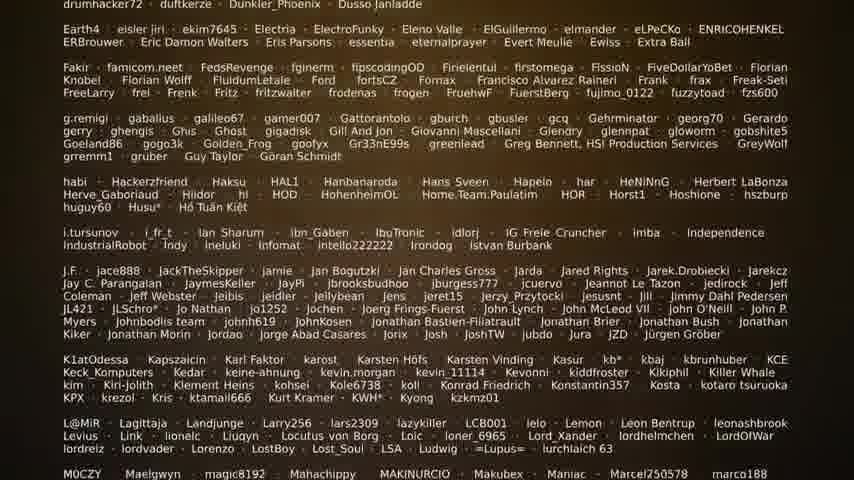 drumhacker72 · duftkerze · Dunkler_Phoenix · Dusso Janladde
Earth4 · eisler jiri · ekim7645 · Electria · ElectroFunky · Eleno Valle · ElGuillermo · elmander · eLPeCKo · ENRICOHENKEL
ERBrouwer · Eric Damon Walters · Eris Parsons · essentia · eternalprayer · Evert Meulie · Ewiss · Extra Ball
Fakir · famicom.neet · FedsRevenge · fginerm · fipscodingOD · Firielentul · firstomega · FissioN · FiveDollarYoBet · Florian
Knobel · Florian Wolff · FluidumLetale · Ford · fortsCZ · Fornax · Francisco Alvarez Raineri · Frank · frax · Freak-Seti
FreeLarry · frei · Frenk · Fritz · fritzwalter · frodenas · frogen · FruehwF · FuerstBerg · fujimo_0122 · fuzzytoad · fzs600
g.remigi · gabalius · galileo67 · gamer007 · Gattorantolo · gburch · gbusler · gcq · Gehrminator · georg70 · Gerardo
gerry · ghengis · Ghis · Ghost · gigadisk · Gill And Jon · Giovanni Mascellani · Glendry · glennpat · gloworm · gobshite5
Goeland86 · gogo3k · Golden_Frog · goofyx · Gr33nE99s · greenlead · Greg Bennett, HSI Production Services · GreyWolf
grremm1 · gruber · Guy Taylor · Göran Schmidt
habi · Hackerzfriend · Haksu · HAL1 · Hanbanaroda · Hans Sveen · Hapelo · har · HeNiNnG · Herbert LaBonza
Herve_Gaboriaud · Hiidor · hl · HOD · HohenheimOL · Home.Team.Paulatim · HOR · Horst1 · Hoshione · hszburp
huguy60 · Husu* · Hồ Tuấn Kiệt
i.tursunov · i_fr_t · Ian Sharum · Ibn_Gaben · IbuTronic · idlorj · IG Freie Cruncher · imba · Independence
IndustrialRobot · Indy · Ineluki · Infomat · intello222222 · Irondog · Istvan Burbank
J.F. · jace888 · JackTheSkipper · jamie · Jan Bogutzki · Jan Charles Gross · Jarda · Jared Rights · Jarek.Drobiecki · Jarekcz
Jay C. Parangalan · JaymesKeller · JayPi · Jbrooksbudhoo · jburgess777 · jcuervo · Jeannot Le Tazon · jedirock · Jeff
Coleman · Jeff Webster · Jeibis · jeidler · Jellybean · Jens · jeret15 · Jerzy_Przytocki · jesusnt · Jill · Jimmy Dahl Pedersen
JL421 · JLSchro* · Jo Nathan · jo1252 · Jochen · Joerg Frings-Fuerst · John Lynch · John McLeod VII · john O'Neill · John P.
Myers · Johnbodiis team · johnh619 · JohnKosen · Jonathan Bastien-Filiatrault · Jonathan Brier · Jonathan Bush · Jonathan
Kiker · Jonathan Morin · Jordao · Jorge Abad Casares · Jorix · Josh · JoshTW · jubdo · Jura · JZD · Jürgen Gröber
K1atOdessa · Kapszaicin · Karl Faktor · karost · Karsten Höfs · Karsten Vinding · Kasur · kb* · kbaj · kbrunhuber · KCE
Keck_Komputers · Kedar · keine-ahnung · kevin.morgan · kevin_11114 · Kevonni · kiddfroster · Kikiphil · Killer Whale
kim · Kiri-Jolith · Klement Heins · kohsei · Kole6738 · koll · Konrad Friedrich · Konstantin357 · Kosta · kotaro tsuruoka
KPX · krezol · Kris · ktamail666 · Kurt Kramer · KWH* · Kyong · kzkmz01
L@MiR · Lagittaja · Landjunge · Larry256 · lars2309 · lazykiller · LCB001 · lelo · Lemon · Leon Bentrup · leonashbrook
Levius · Link · lionelc · Liuqyn · Locutus von Borg · Loic · loner_6965 · Lord_Xander · lordhelmchen · LordOfWar
lordreiz · lordvader · Lorenzo · LostBoy · Lost_Soul · LSA · Ludwig · =Lupus= · lurchlaich 63
M0CZY · Maelgwyn · magic8192 · Mahachippy · MAKINURCIO · Makubex · Maniac · Marcel250578 · marco188